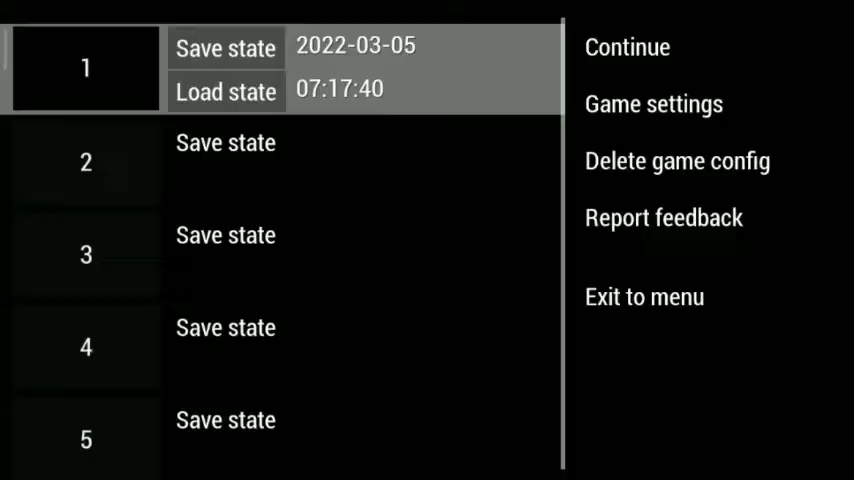 1
Save state
2022-03-05
Load state
07:17:40
2
Save state
3
Save state
4
Save state
5
Save state
Continue
Game settings
Delete game config
Report feedback
Exit to menu